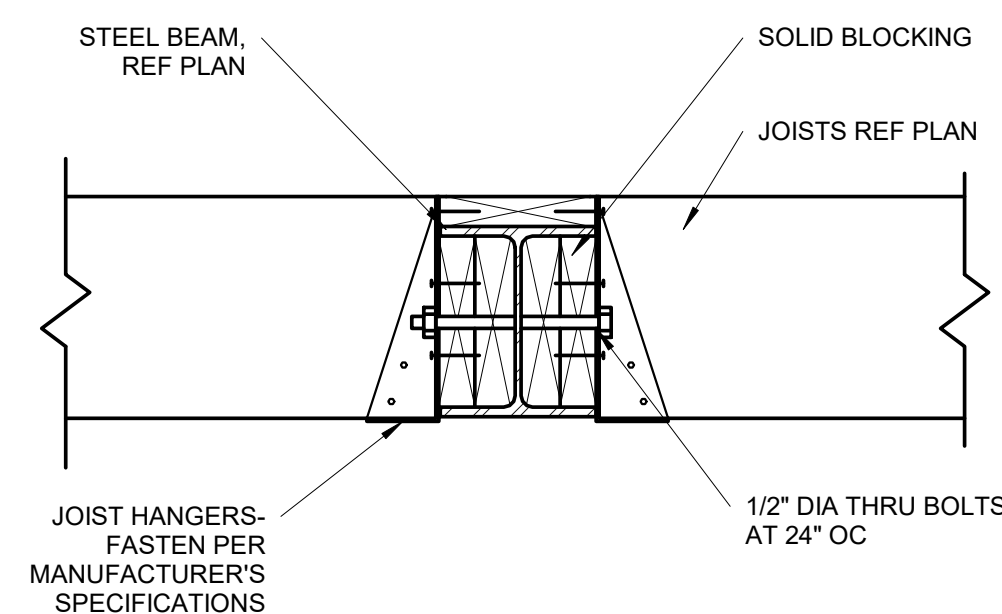 STEEL BEAM,
REF PLAN
SOLID BLOCKING
JOISTS REF PLAN
JOIST HANGERS-
FASTEN PER
MANUFACTURER'S
SPECIFICATIONS
1/2" DIA THRU BOLTS
AT 24" OC